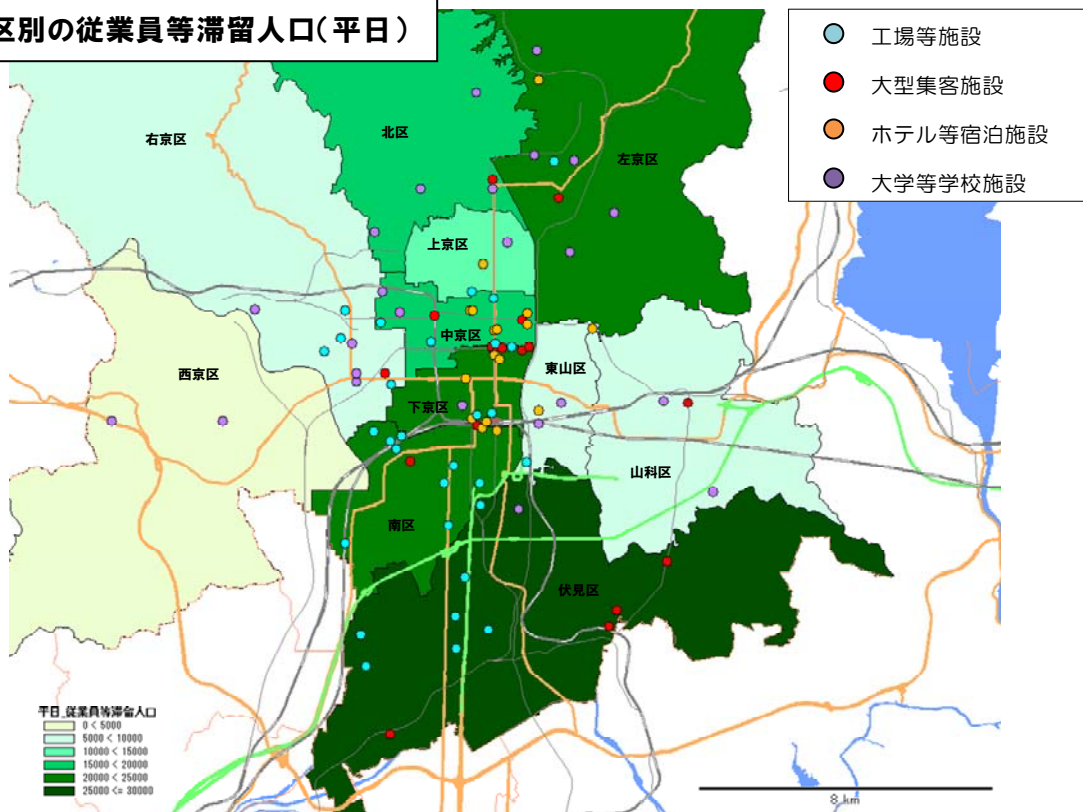 区別の従業員等滞留人口(平日)
工場等施設
大型集客施設
ホテル等宿泊施設
大学等学校施設
右京区
北区
左京区
上京区
中京区
東山区
西京区
下京区
山科区
南区
伏見区
平日_従業員等滞留人口
0 < 5000
5000 < 10000
10000 < 15000
15000 < 20000
20000 < 25000
25000 <= 30000
8 km